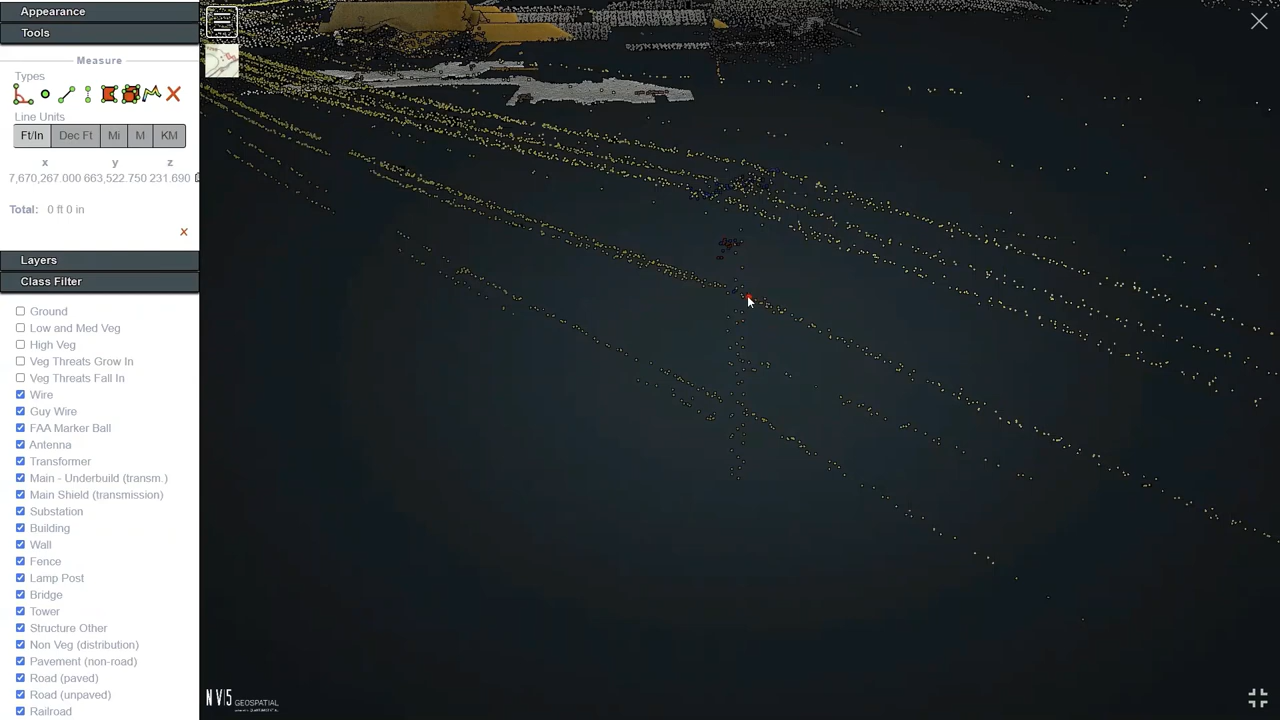 Appearance
Tools
Measure
Types
Line Units
Ft/In Dec Ft Mi M KM
x y z
7,670,267.000 663,522.750 231.690
Total: 0 ft 0 in
Layers
Class Filter
Ground
Low and Med Veg
High Veg
Veg Threats Grow In
Veg Threats Fall In
Wire
Guy Wire
FAA Marker Ball
Antenna
Transformer
Main - Underbuild (transm.)
Main Shield (transmission)
Substation
Building
Wall
Fence
Lamp Post
Bridge
Tower
Structure Other
Non Veg (distribution)
Pavement (non-road)
Road (paved)
Road (unpaved)
Railroad
NV5 GEOSPATIAL